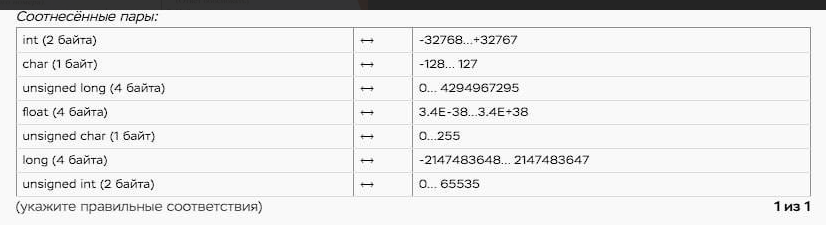 Соотнесённые пары:
int (2 байта) ↔ -32768...+32767
char (1 байт) ↔ -128... 127
unsigned long (4 байта) ↔ 0... 4294967295
float (4 байта) ↔ 3.4E-38...3.4E+38
unsigned char (1 байт) ↔ 0...255
long (4 байта) ↔ -2147483648... 2147483647
unsigned int (2 байта) ↔ 0... 65535
(укажите правильные соответствия) 1 из 1